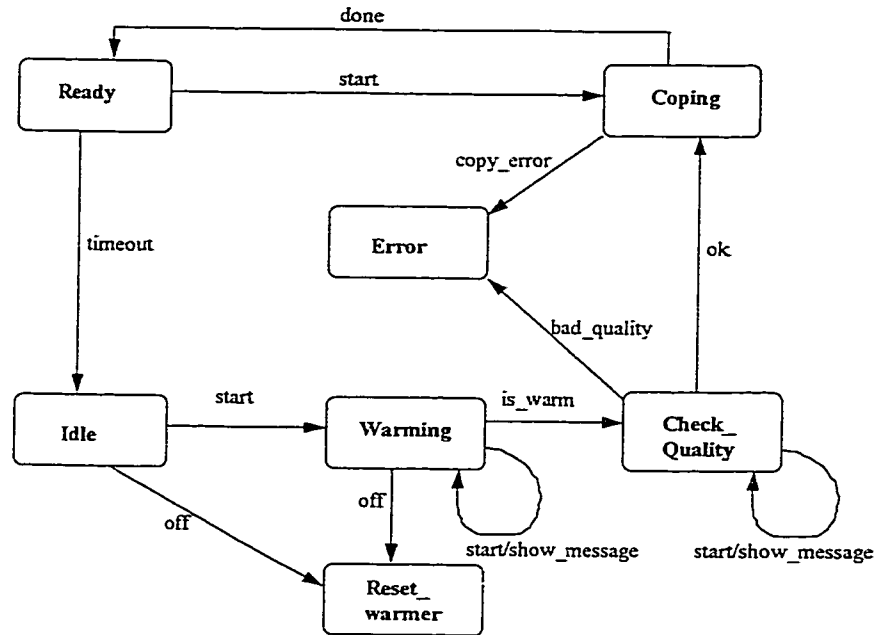 done
Ready
start
Coping
copy_error
Error
timeout
ok
bad_quality
Idle
start
Warming
is_warm
Check_
Quality
off
off
start/show_message
start/show_message
Reset_
warmer